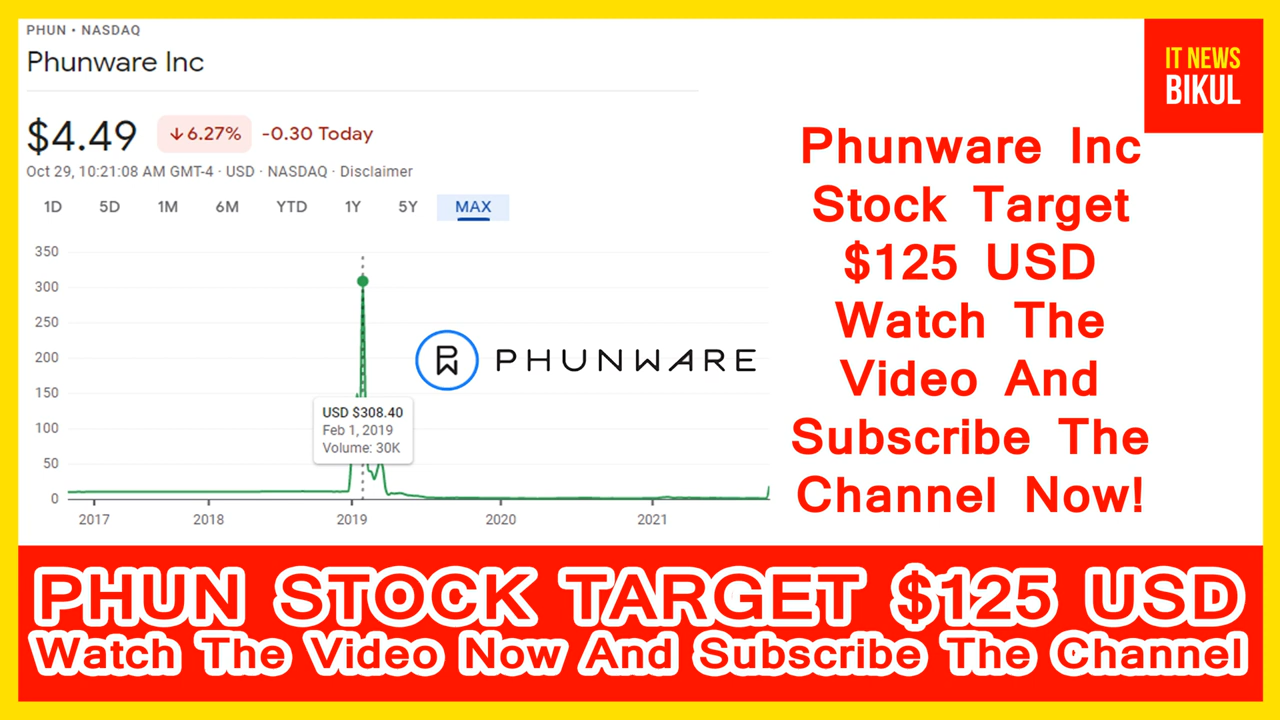 PHUN • NASDAQ
Phunware Inc
$4.49 ↓6.27% -0.30 Today
Oct 29, 10:21:08 AM GMT-4 · USD · NASDAQ · Disclaimer
1D 5D 1M 6M YTD 1Y 5Y MAX
350
300
250
200
150
100
50
0
USD $308.40
Feb 1, 2019
Volume: 30K
2017 2018 2019 2020 2021
PW PHUNWARE
IT NEWS
BIKUL
Phunware Inc
Stock Target
$125 USD
Watch The
Video And
Subscribe The
Channel Now!
PHUN STOCK TARGET $125 USD
Watch The Video Now And Subscribe The Channel